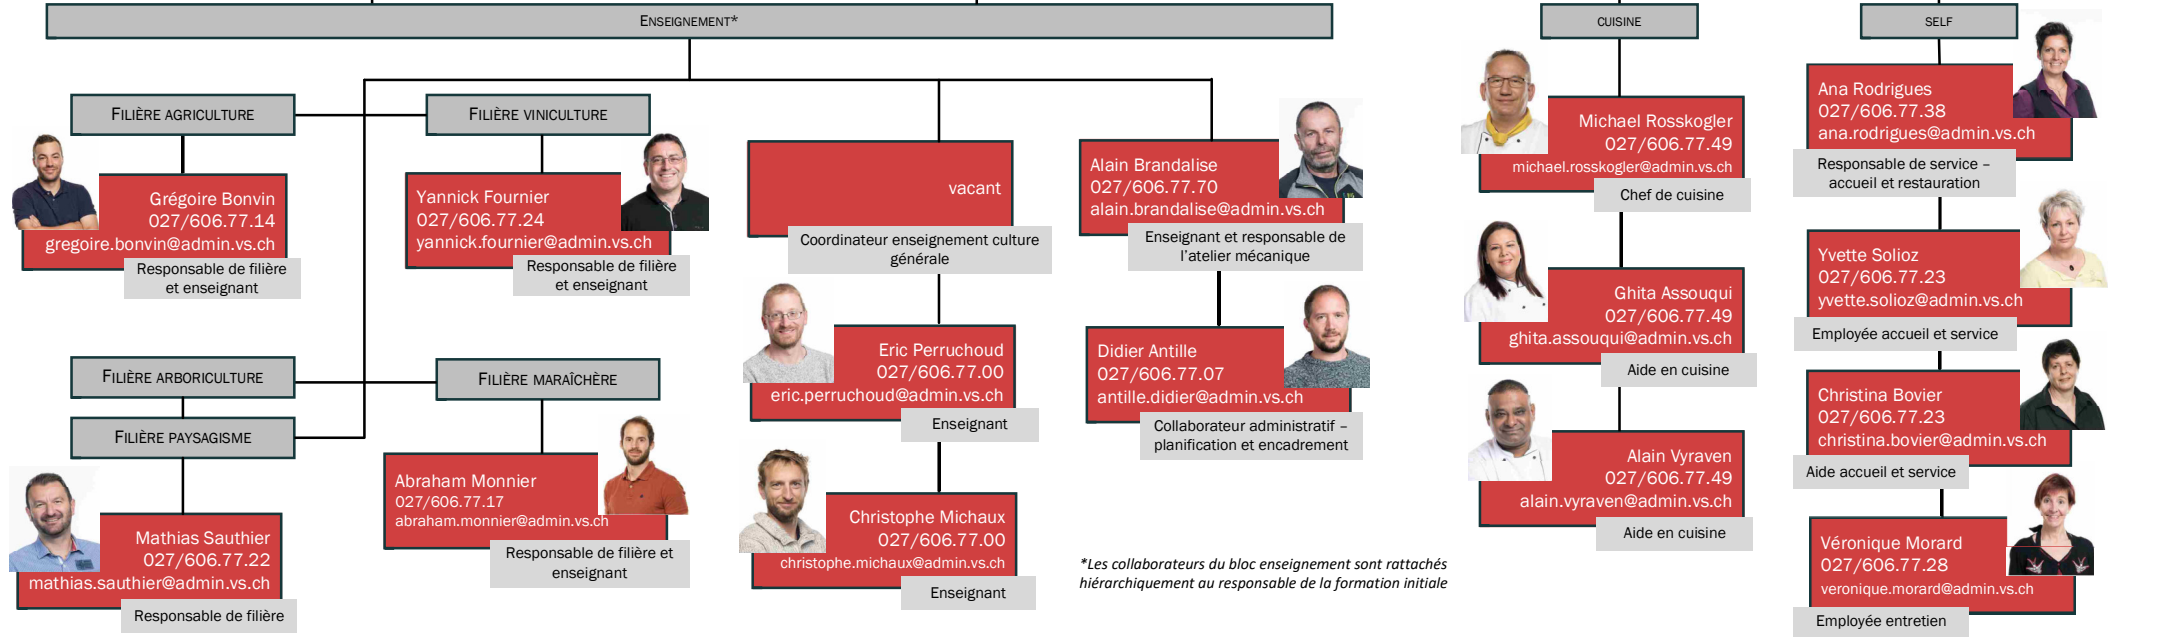 ENSEIGNEMENT*
FILIÈRE AGRICULTURE
Grégoire Bonvin
027/606.77.14
gregoire.bonvin@admin.vs.ch
Responsable de filière
et enseignant
FILIÈRE VINICULTURE
Yannick Fournier
027/606.77.24
yannick.fournier@admin.vs.ch
Responsable de filière
et enseignant
FILIÈRE ARBORICULTURE
FILIÈRE PAYSAGISME
Mathias Sauthier
027/606.77.22
mathias.sauthier@admin.vs.ch
Responsable de filière
FILIÈRE MARAÎCHÈRE
Abraham Monnier
027/606.77.17
abraham.monnier@admin.vs.ch
Responsable de filière et
enseignant
vacant
Coordinateur enseignement culture
générale
Eric Perruchoud
027/606.77.00
eric.perruchoud@admin.vs.ch
Enseignant
Christophe Michaux
027/606.77.00
christophe.michaux@admin.vs.ch
Enseignant
Alain Brandalise
027/606.77.70
alain.brandalise@admin.vs.ch
Enseignant et responsable de
l’atelier mécanique
Didier Antille
027/606.77.07
antille.didier@admin.vs.ch
Collaborateur administratif –
planification et encadrement
*Les collaborateurs du bloc enseignement sont rattachés
hiérarchiquement au responsable de la formation initiale
CUISINE
Michael Rosskogler
027/606.77.49
michael.rosskogler@admin.vs.ch
Chef de cuisine
Ghita Assouqui
027/606.77.49
ghita.assouqui@admin.vs.ch
Aide en cuisine
Alain Vyraven
027/606.77.49
alain.vyraven@admin.vs.ch
Aide en cuisine
SELF
Ana Rodrigues
027/606.77.38
ana.rodrigues@admin.vs.ch
Responsable de service –
accueil et restauration
Yvette Solioz
027/606.77.23
yvette.solioz@admin.vs.ch
Employée accueil et service
Christina Bovier
027/606.77.23
christina.bovier@admin.vs.ch
Aide accueil et service
Véronique Morard
027/606.77.28
veronique.morard@admin.vs.ch
Employée entretien